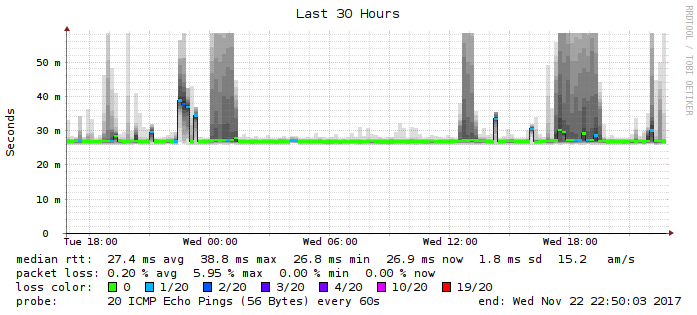 Last 30 Hours
RRDTOOL / TOBI OETIKER
Seconds
50 m
40 m
30 m
20 m
10 m
0
Tue 18:00 Wed 00:00 Wed 06:00 Wed 12:00 Wed 18:00
median rtt: 27.4 ms avg 38.8 ms max 26.8 ms min 26.9 ms now 1.8 ms sd 15.2 am/s
packet loss: 0.20 % avg 5.95 % max 0.00 % min 0.00 % now
loss color: 0 1/20 2/20 3/20 4/20 10/20 19/20
probe: 20 ICMP Echo Pings (56 Bytes) every 60s end: Wed Nov 22 22:50:03 2017